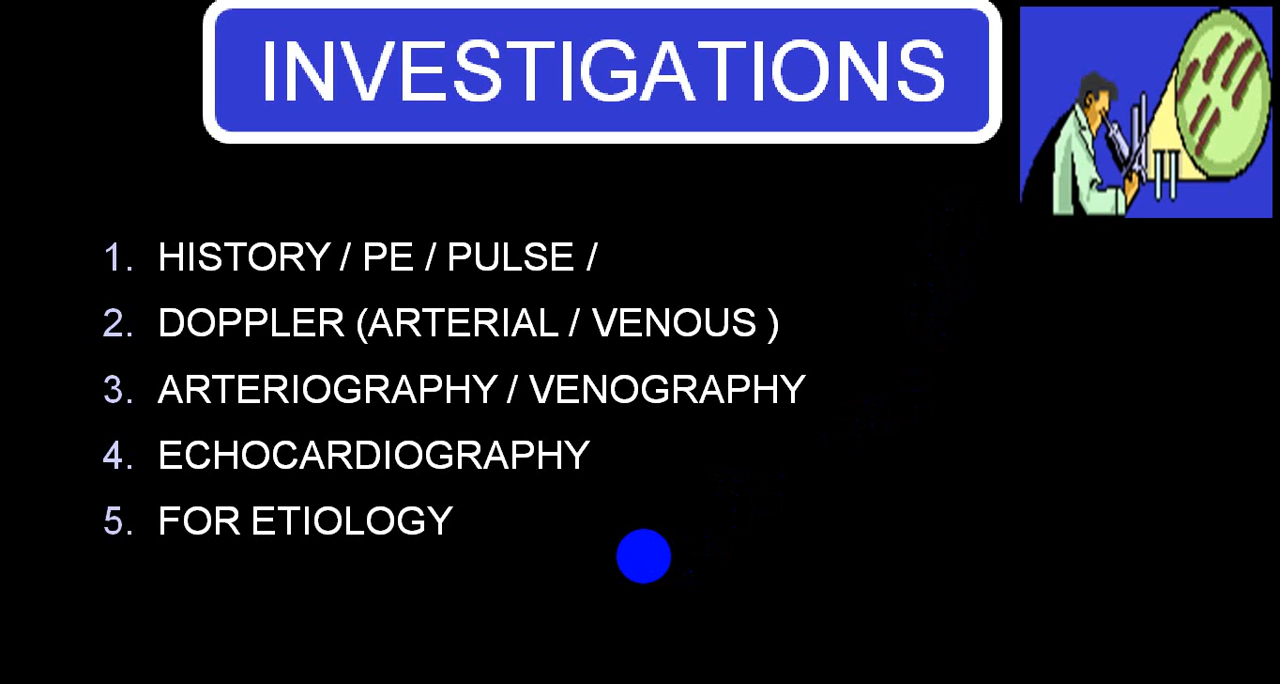 INVESTIGATIONS
1. HISTORY / PE / PULSE /
2. DOPPLER (ARTERIAL / VENOUS )
3. ARTERIOGRAPHY / VENOGRAPHY
4. ECHOCARDIOGRAPHY
5. FOR ETIOLOGY